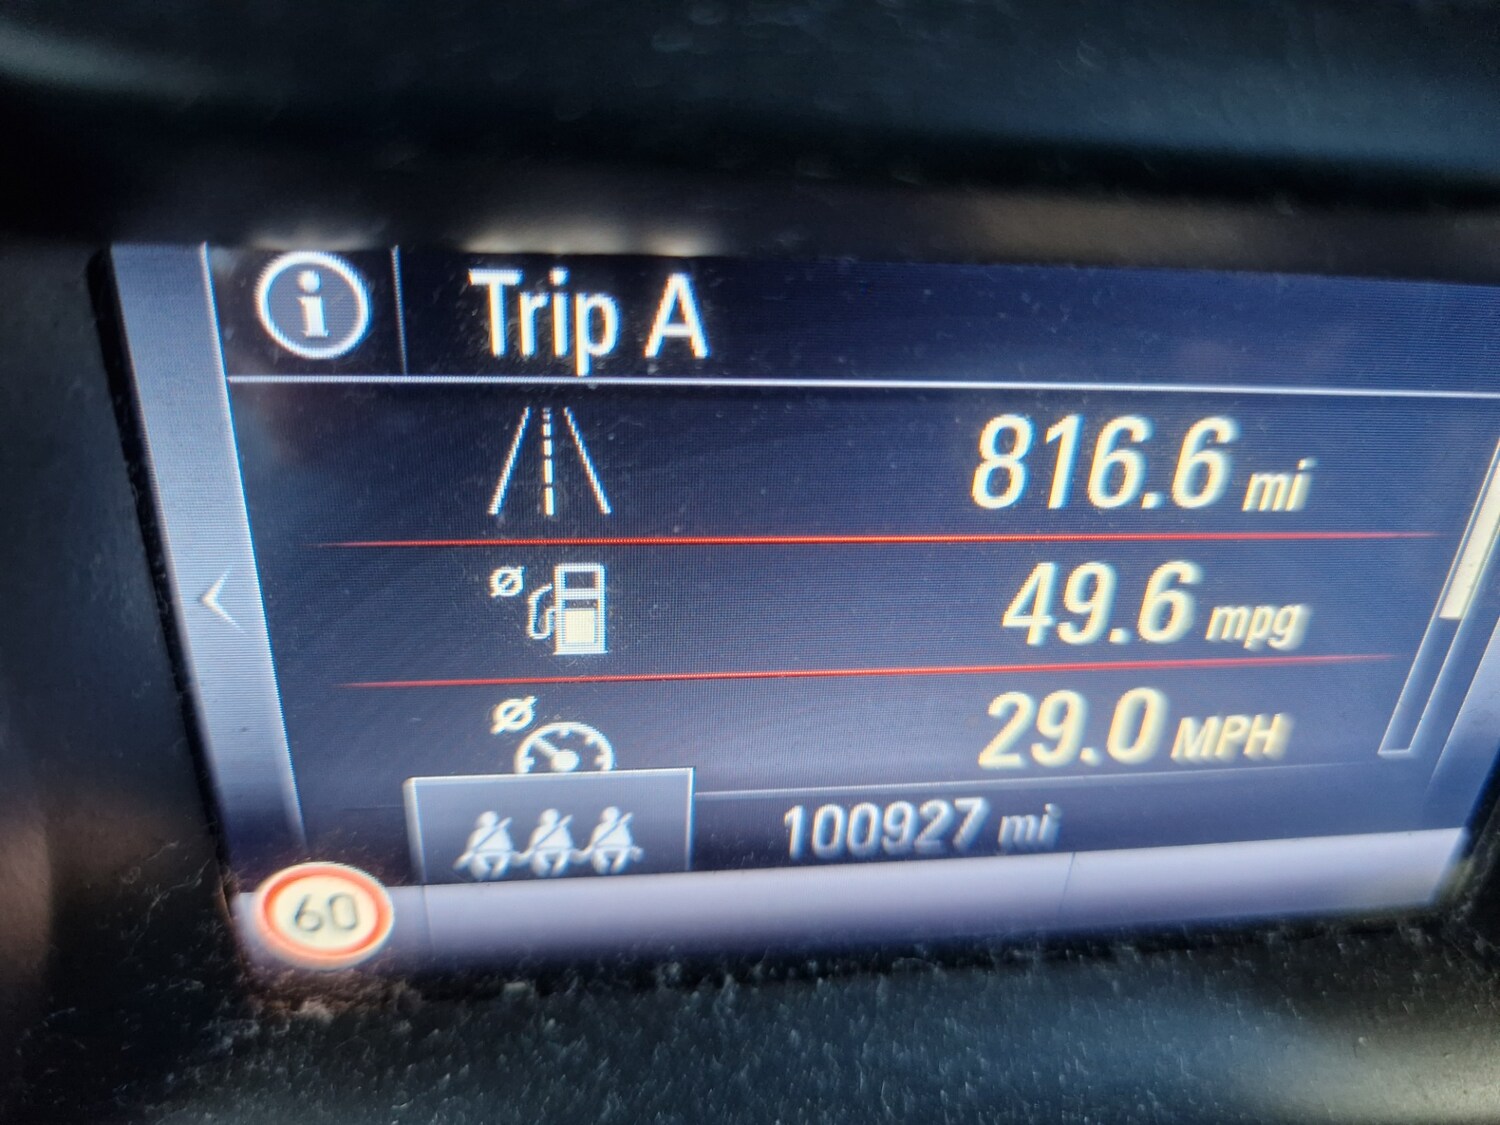 i Trip A
816.6 mi
Ø 49.6 mpg
Ø 29.0 MPH
100927 mi
60